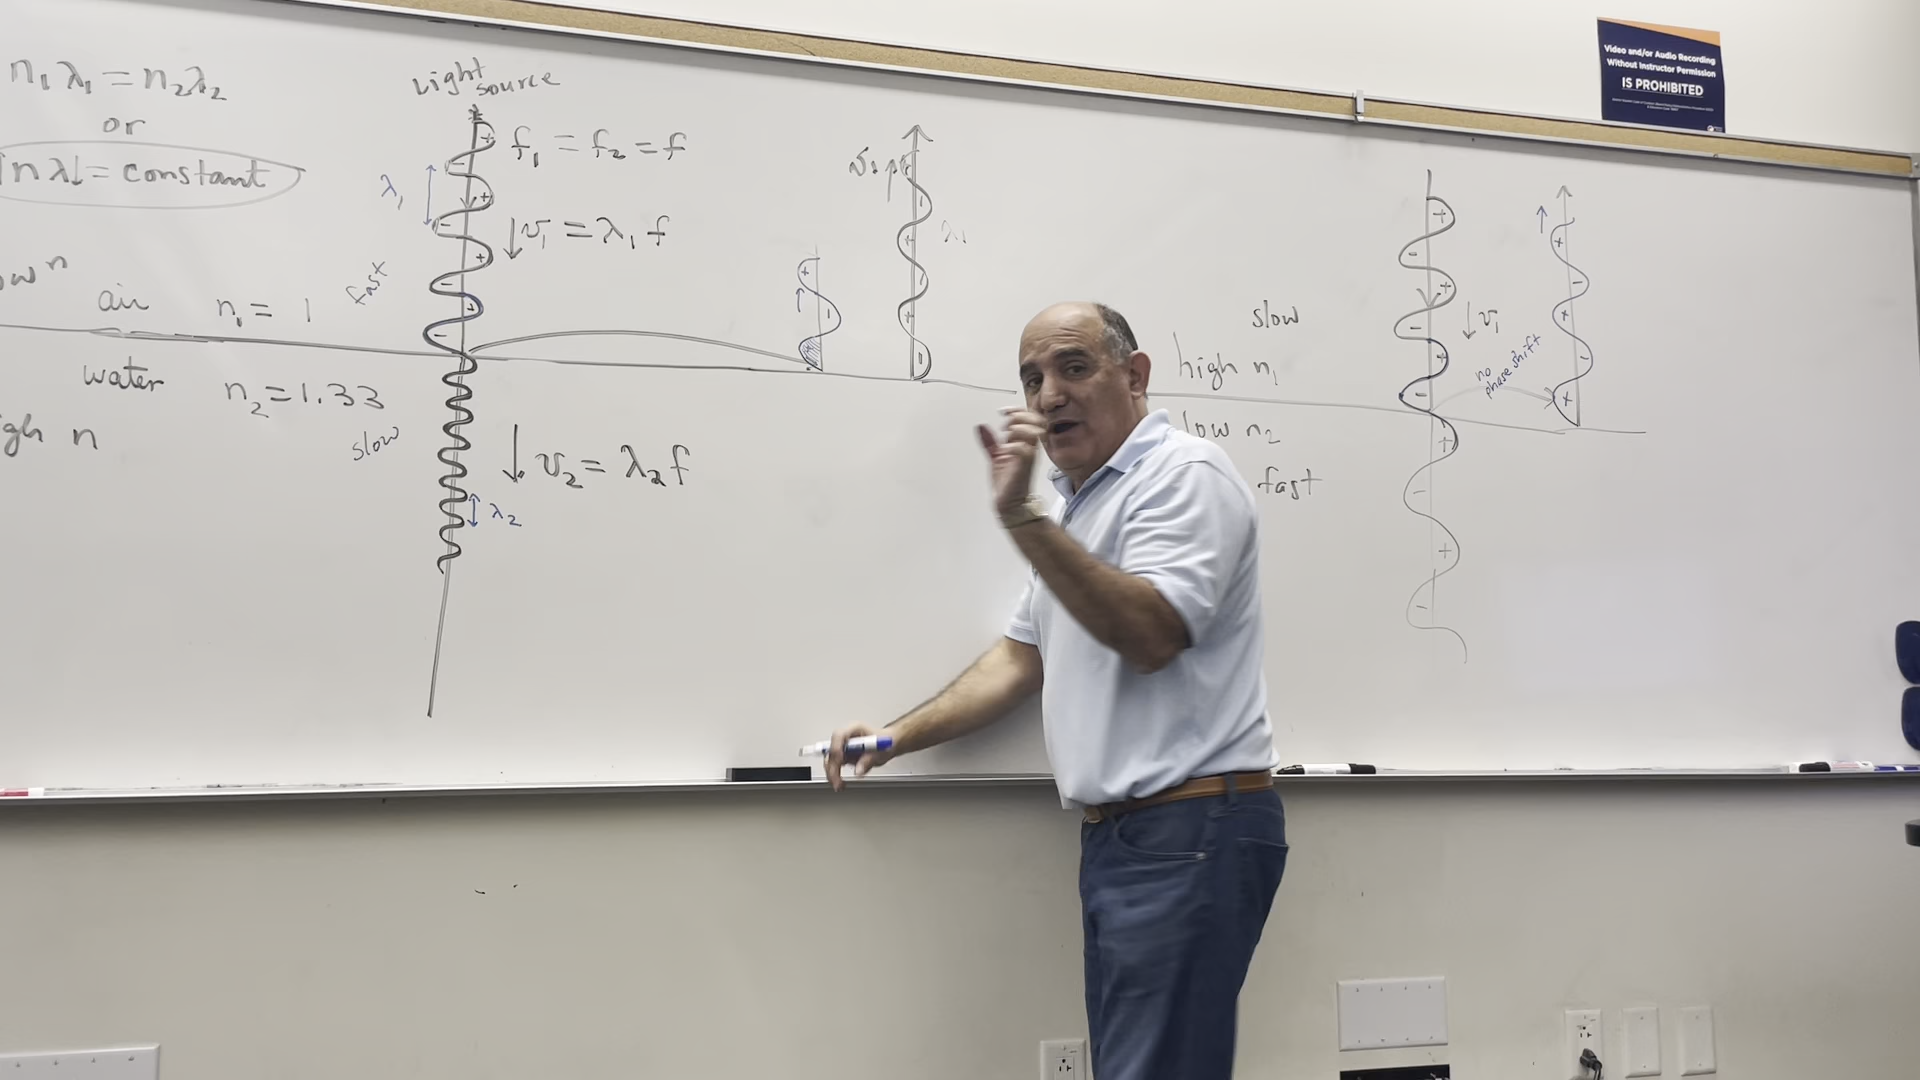 n₁λ₁ = n₂λ₂
or
nλ = constant
Light source
f₁ = f₂ = f
λ₁
v₁ = λ₁ f
fast
air n₁ = 1
water n₂ = 1.33
n
slow
v₂ = λ₂ f
λ₂
λ₁
slow
high n₁
low n₂
fast
v₁
no phase shift
Video and/or Audio Recording
Without Instructor Permission
IS PROHIBITED